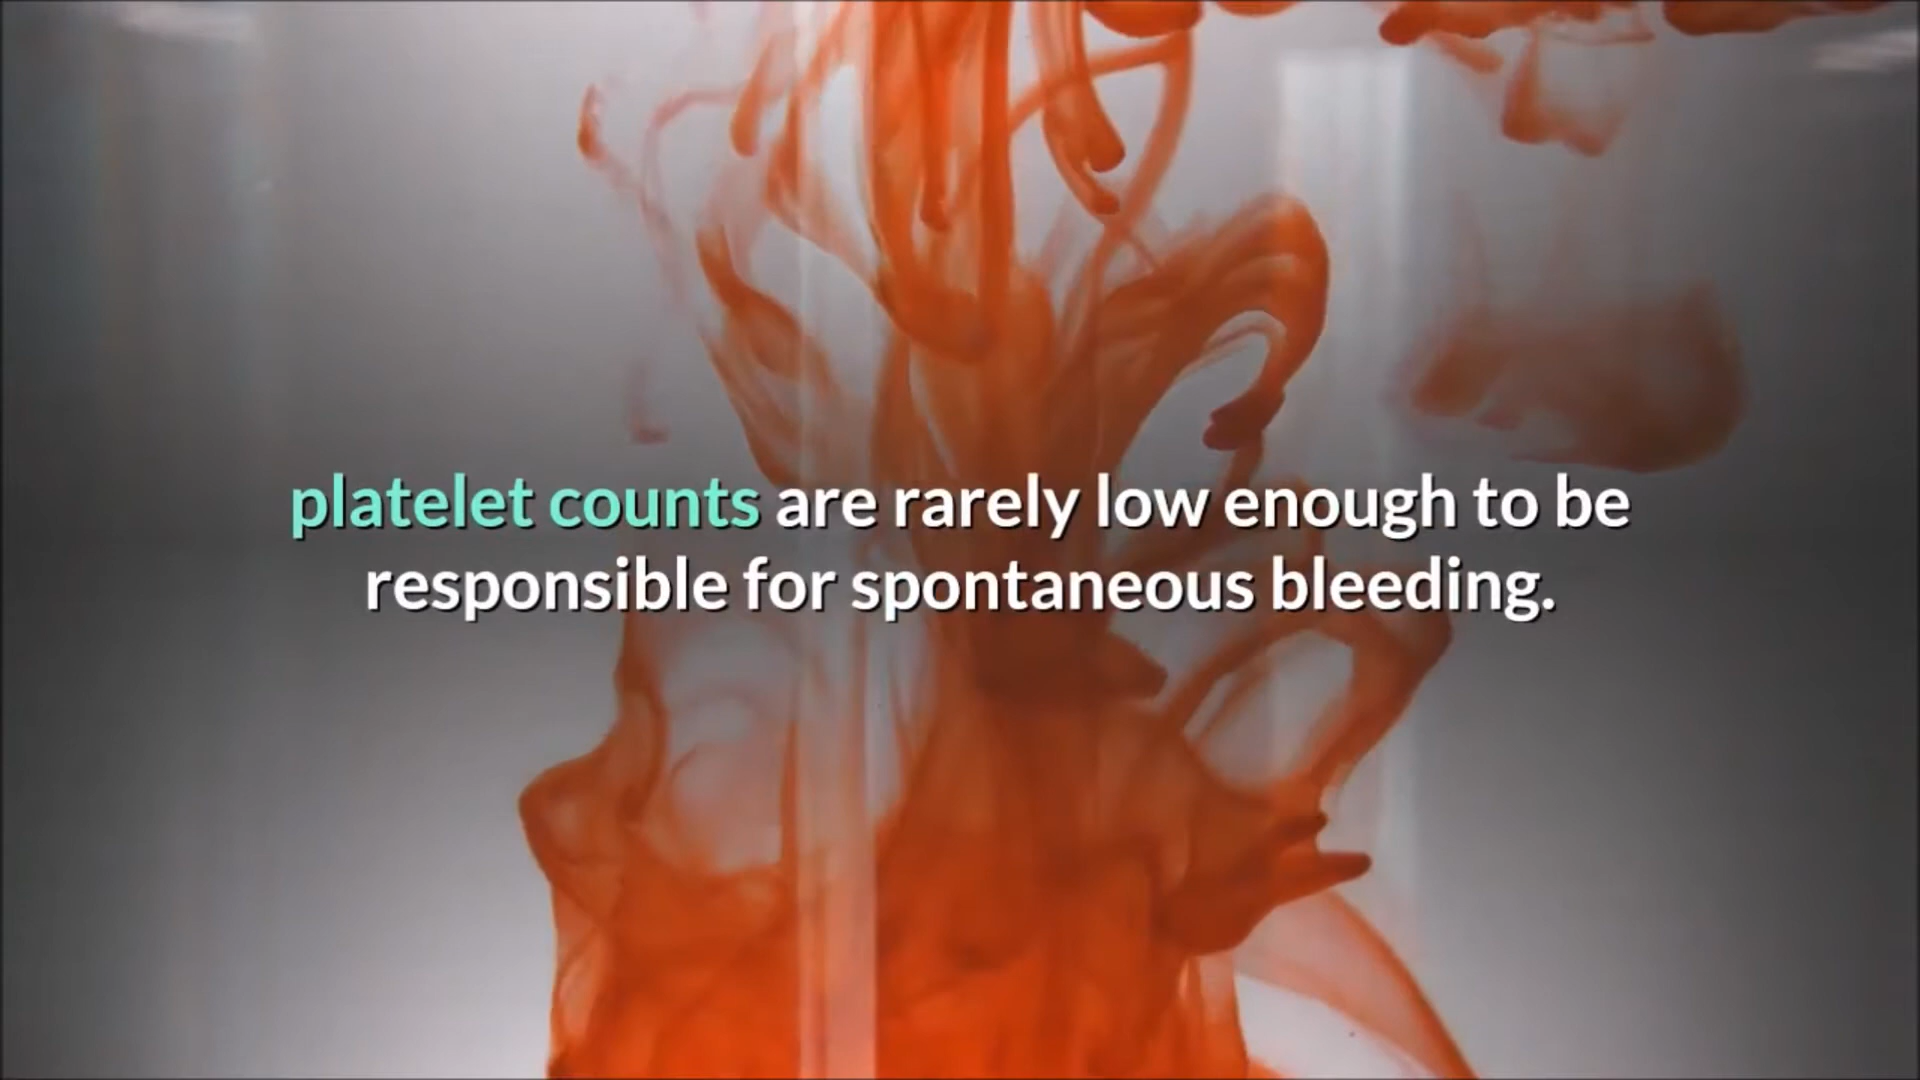 platelet counts are rarely low enough to be
responsible for spontaneous bleeding.